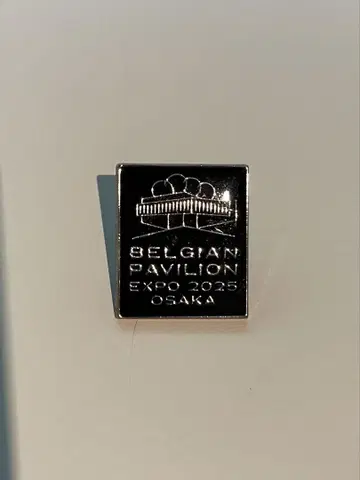 BELGIAN
PAVILION
EXPO 2025
OSAKA